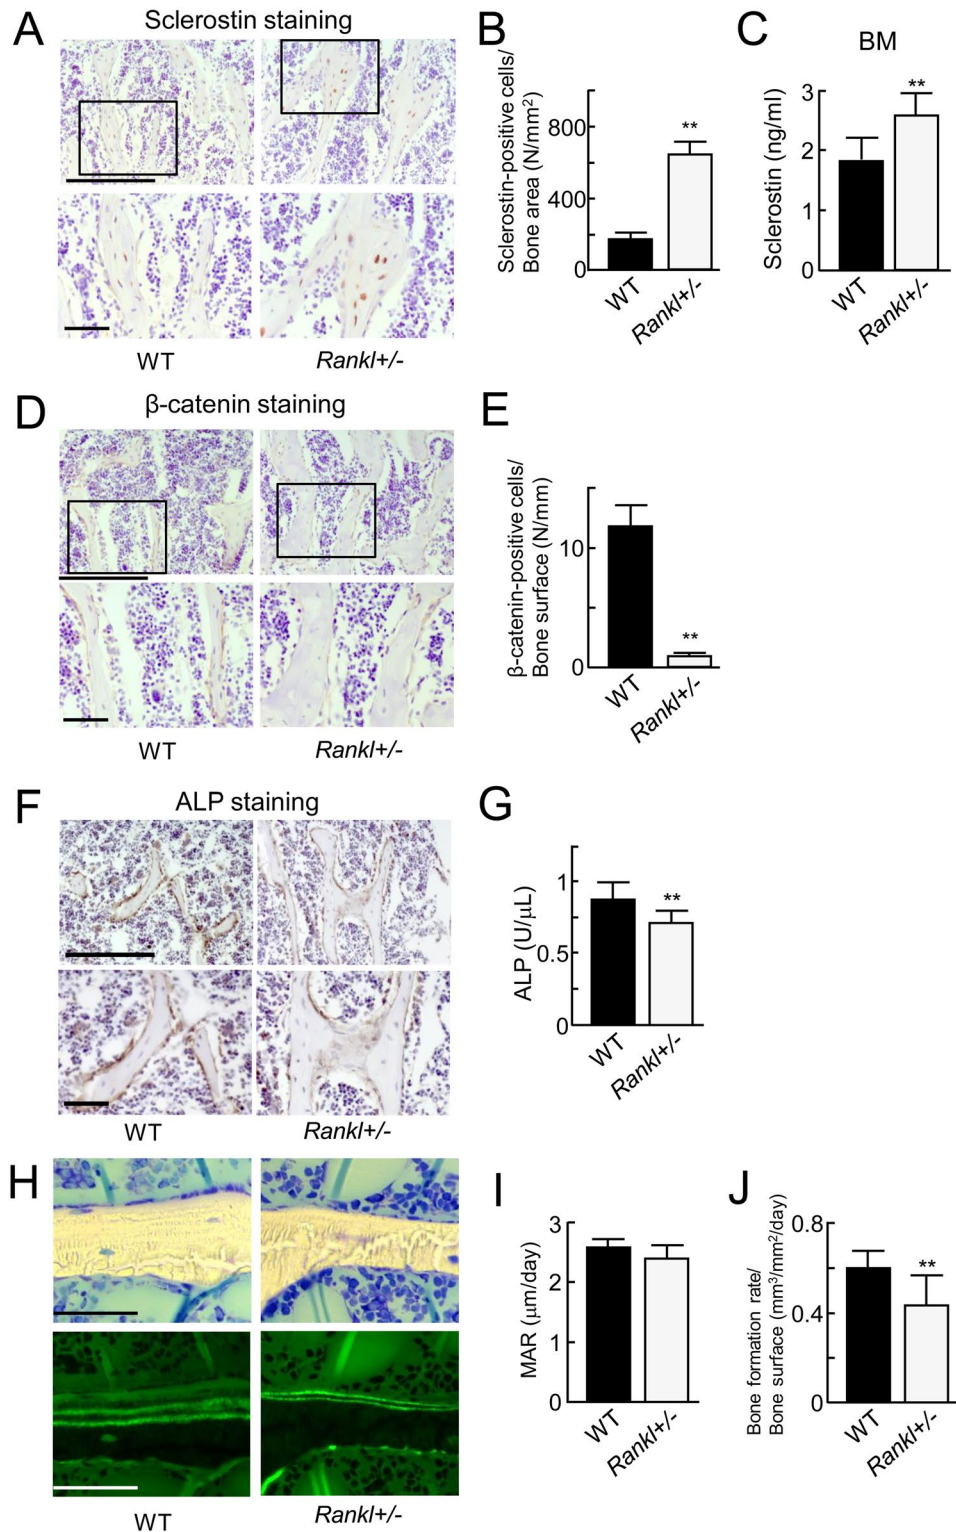 A
Sclerostin staining
WT
Rankl+/-
B
Sclerostin-positive cells/
Bone area (N/mm²)
800
400
0
**
WT
Rankl+/-
C
BM
Sclerostin (ng/ml)
3
2
1
0
**
WT
Rankl+/-
D
β-catenin staining
WT
Rankl+/-
E
β-catenin-positive cells/
Bone surface (N/mm)
10
0
**
WT
Rankl+/-
F
ALP staining
WT
Rankl+/-
G
ALP (U/μL)
1
0.5
0
**
WT
Rankl+/-
H
WT
Rankl+/-
I
MAR (μm/day)
3
2
1
0
WT
Rankl+/-
J
Bone formation rate/
Bone surface (mm³/mm²/day)
0.8
0.4
0
**
WT
Rankl+/-